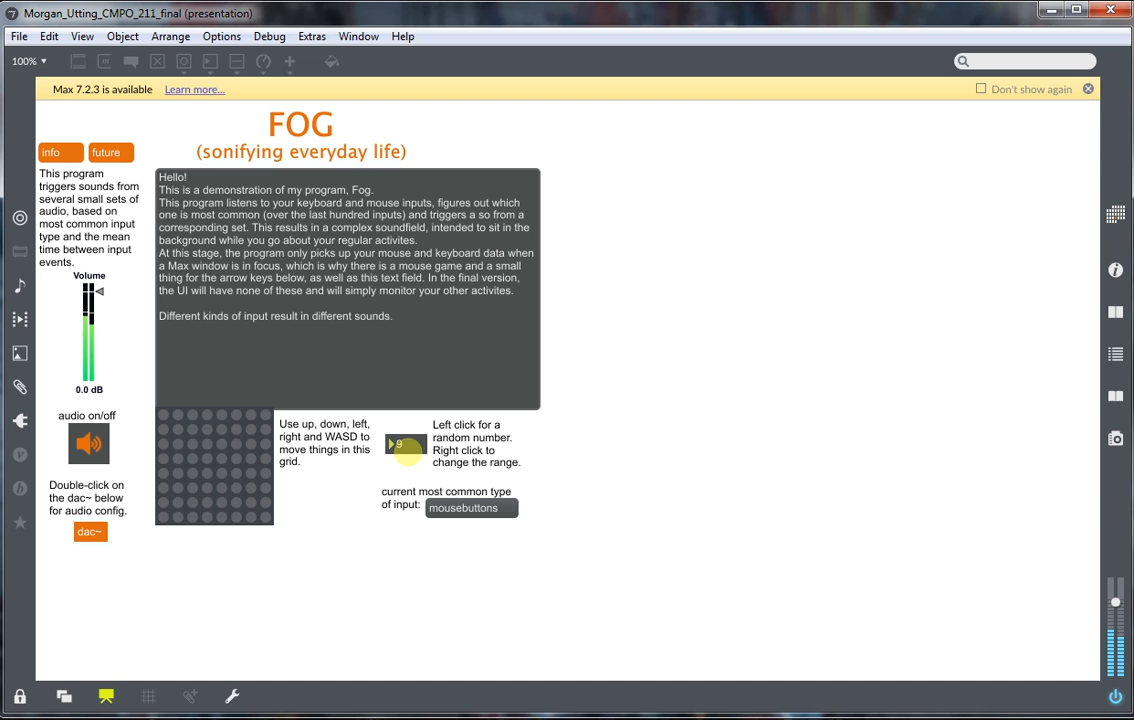 Morgan_Utting_CMPO_211_final (presentation)
File Edit View Object Arrange Options Debug Extras Window Help
100%
Max 7.2.3 is available Learn more... Don't show again
FOG
(sonifying everyday life)
info future
This program
triggers sounds from
several small sets of
audio, based on
most common input
type and the mean
time between input
events.
Volume
0.0 dB
audio on/off
Double-click on
the dac~ below
for audio config.
dac~
Hello!
This is a demonstration of my program, Fog.
This program listens to your keyboard and mouse inputs, figures out which
one is most common (over the last hundred inputs) and triggers a so from a
corresponding set. This results in a complex soundfield, intended to sit in the
background while you go about your regular activites.
At this stage, the program only picks up your mouse and keyboard data when
a Max window is in focus, which is why there is a mouse game and a small
thing for the arrow keys below, as well as this text field. In the final version,
the UI will have none of these and will simply monitor your other activites.
Different kinds of input result in different sounds.
Use up, down, left,
right and WASD to
move things in this
grid.
9
Left click for a
random number.
Right click to
change the range.
current most common type
of input: mousebuttons